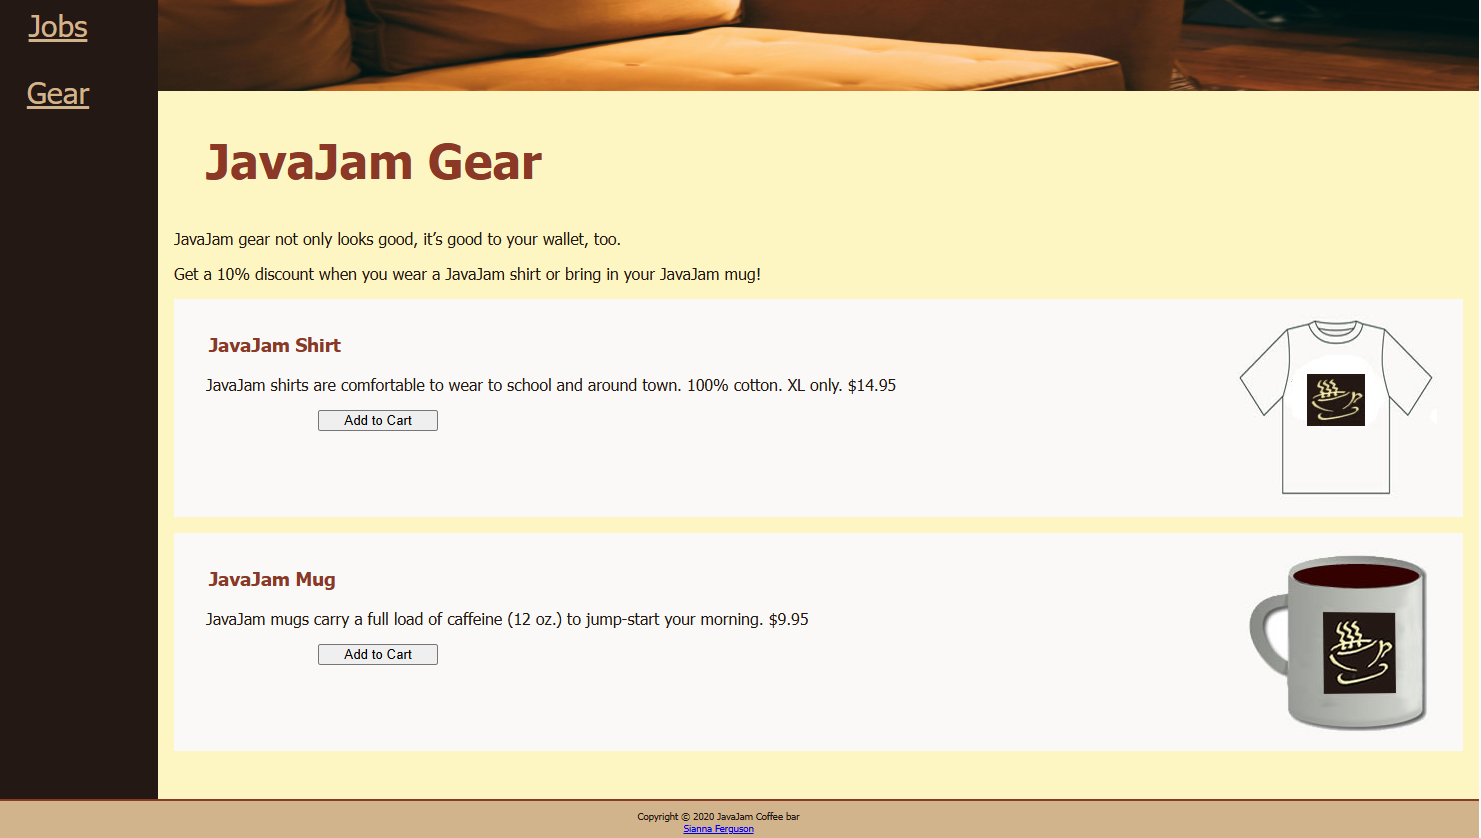 Jobs
Gear
JavaJam Gear
JavaJam gear not only looks good, it’s good to your wallet, too.
Get a 10% discount when you wear a JavaJam shirt or bring in your JavaJam mug!
JavaJam Shirt
JavaJam shirts are comfortable to wear to school and around town. 100% cotton. XL only. $14.95
Add to Cart
JavaJam Mug
JavaJam mugs carry a full load of caffeine (12 oz.) to jump-start your morning. $9.95
Add to Cart
Copyright © 2020 JavaJam Coffee bar
Sianna Ferguson